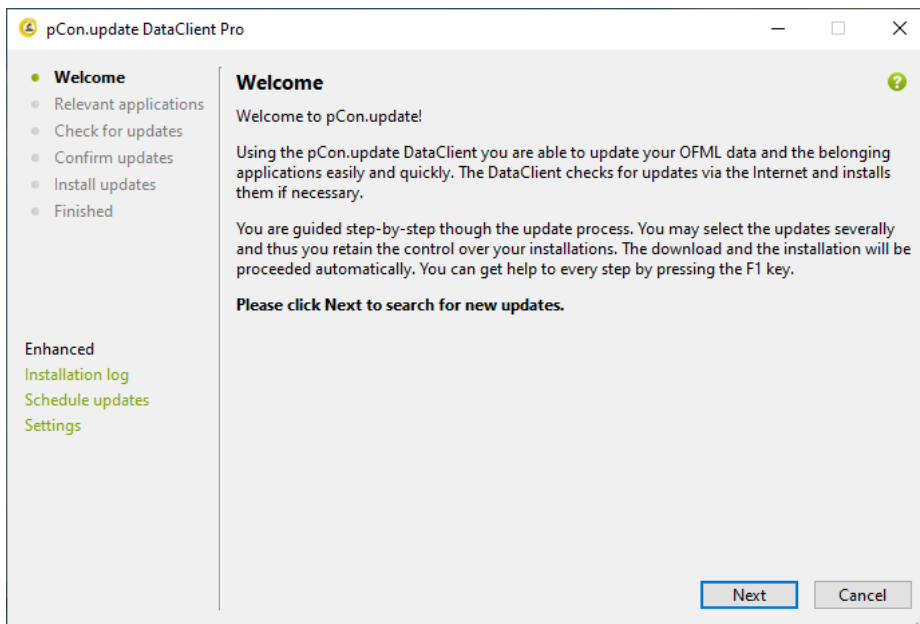 pCon.update DataClient Pro
Welcome
Relevant applications
Check for updates
Confirm updates
Install updates
Finished
Enhanced
Installation log
Schedule updates
Settings
Welcome
Welcome to pCon.update!
Using the pCon.update DataClient you are able to update your OFML data and the belonging
applications easily and quickly. The DataClient checks for updates via the Internet and installs
them if necessary.
You are guided step-by-step though the update process. You may select the updates severally
and thus you retain the control over your installations. The download and the installation will be
proceeded automatically. You can get help to every step by pressing the F1 key.
Please click Next to search for new updates.
Next
Cancel